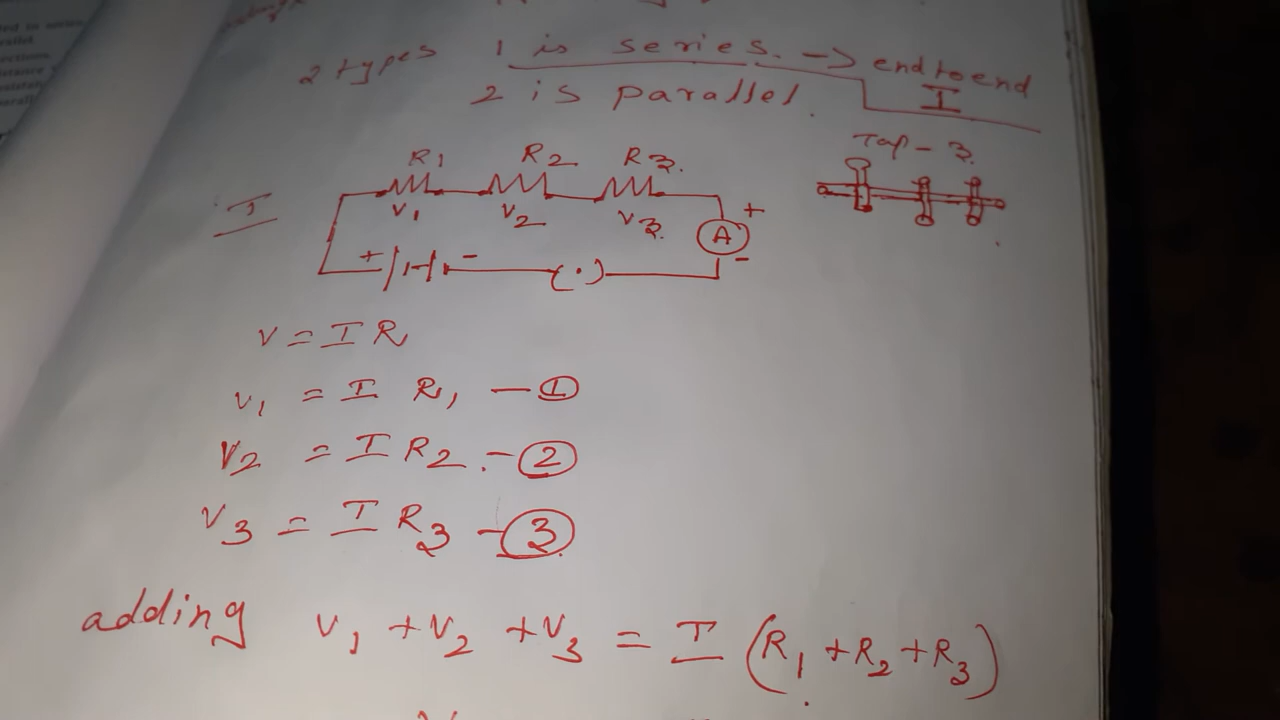 2 types 1 is series. -> end to end
2 is parallel. I
Tap - 3.
R1 R2 R3.
I V1 V2 V3. A + -
+ - (.)
V = I R
V1 = I R1 - ①
V2 = I R2 - ②
V3 = I R3 - ③
adding V1 + V2 + V3 = I (R1 + R2 + R3)